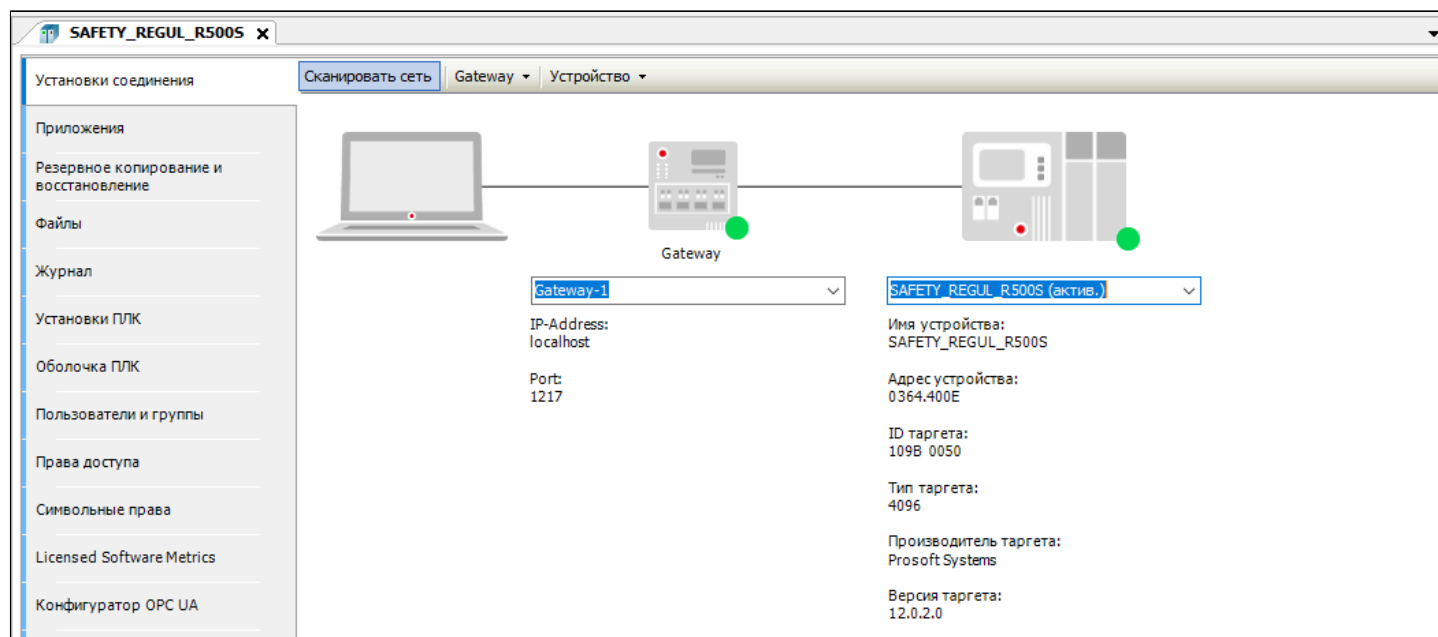 SAFETY_REGUL_R500S
Установки соединения
Сканировать сеть Gateway Устройство
Приложения
Резервное копирование и
восстановление
Файлы
Журнал
Установки ПЛК
Оболочка ПЛК
Пользователи и группы
Права доступа
Символьные права
Licensed Software Metrics
Конфигуратор OPC UA
Gateway
Gateway-1
IP-Address:
localhost
Port:
1217
SAFETY_REGUL_R500S (актив.)
Имя устройства:
SAFETY_REGUL_R500S
Адрес устройства:
0364.400E
ID таргета:
109B 0050
Тип таргета:
4096
Производитель таргета:
Prosoft Systems
Версия таргета:
12.0.2.0